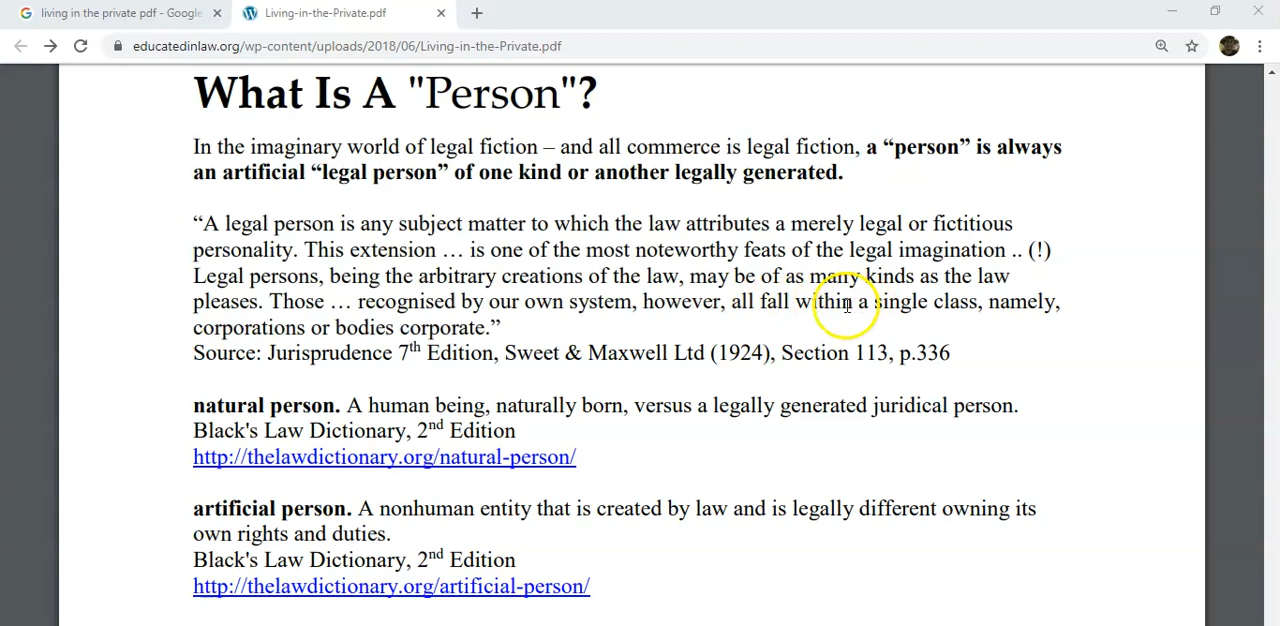 living in the private pdf - Google
Living-in-the-Private.pdf
educatedinlaw.org/wp-content/uploads/2018/06/Living-in-the-Private.pdf
What Is A "Person"?
In the imaginary world of legal fiction – and all commerce is legal fiction, a “person” is always
an artificial “legal person” of one kind or another legally generated.
“A legal person is any subject matter to which the law attributes a merely legal or fictitious
personality. This extension … is one of the most noteworthy feats of the legal imagination .. (!)
Legal persons, being the arbitrary creations of the law, may be of as many kinds as the law
pleases. Those … recognised by our own system, however, all fall within a single class, namely,
corporations or bodies corporate.”
Source: Jurisprudence 7th Edition, Sweet & Maxwell Ltd (1924), Section 113, p.336
natural person. A human being, naturally born, versus a legally generated juridical person.
Black's Law Dictionary, 2nd Edition
http://thelawdictionary.org/natural-person/
artificial person. A nonhuman entity that is created by law and is legally different owning its
own rights and duties.
Black's Law Dictionary, 2nd Edition
http://thelawdictionary.org/artificial-person/